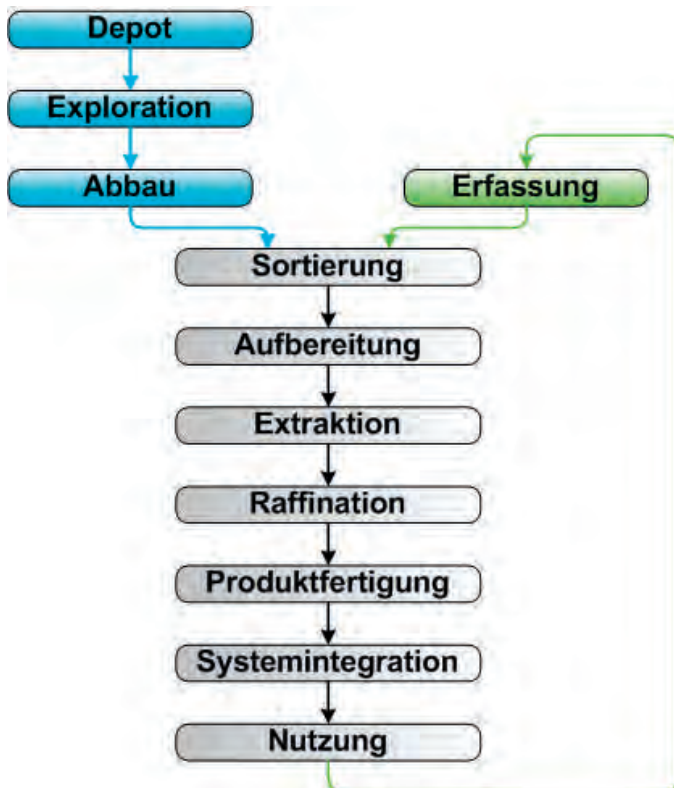 Depot
Exploration
Abbau
Erfassung
Sortierung
Aufbereitung
Extraktion
Raffination
Produktfertigung
Systemintegration
Nutzung